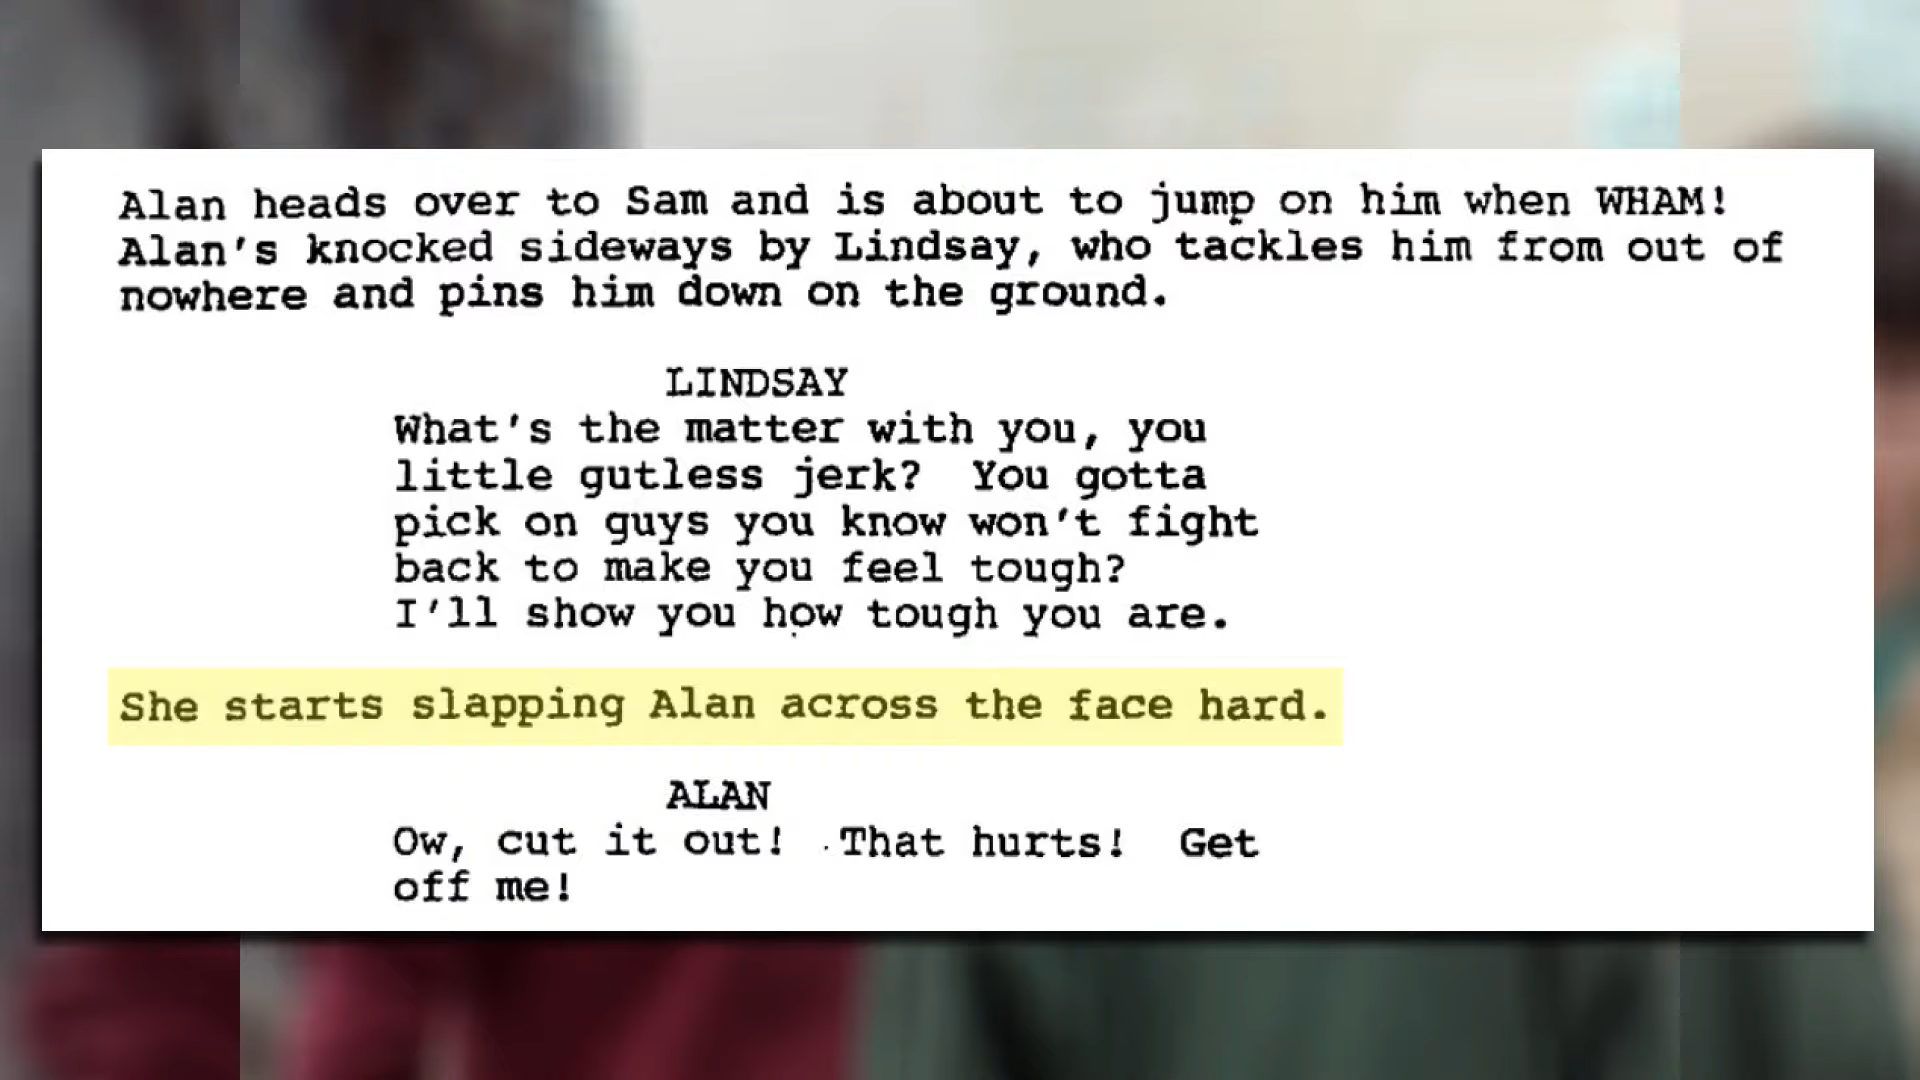 Alan heads over to Sam and is about to jump on him when WHAM!
Alan's knocked sideways by Lindsay, who tackles him from out of
nowhere and pins him down on the ground.
LINDSAY
What's the matter with you, you
little gutless jerk?  You gotta
pick on guys you know won't fight
back to make you feel tough?
I'll show you how tough you are.
She starts slapping Alan across the face hard.
ALAN
Ow, cut it out!  That hurts!  Get
off me!